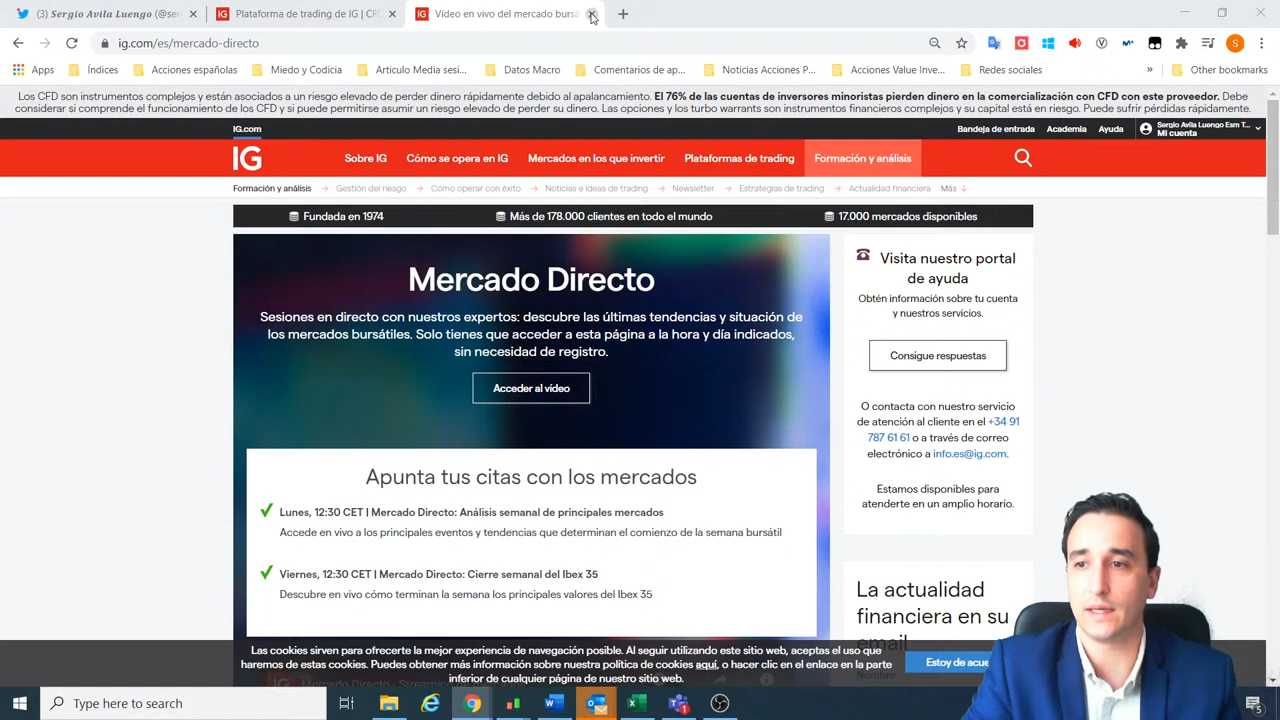 (3) Sergio Avila Luengo (@se
Plataforma de trading de IG | CFD
Vídeo en vivo del mercado bursá
ig.com/es/mercado-directo
Apps
Índices
Acciones españolas
Miedo y Codicia
Articulo Media sesi...
Datos Macro
Comentarios de ap...
Noticias Acciones P...
Acciones Value Inve...
Redes sociales
»
Other bookmarks
Los CFD son instrumentos complejos y están asociados a un riesgo elevado de perder dinero rápidamente debido al apalancamiento. El 76% de las cuentas de inversores minoristas pierden dinero en la comercialización con CFD con este proveedor. Debe
considerar si comprende el funcionamiento de los CFD y si puede permitirse asumir un riesgo elevado de perder su dinero. Las opciones y los turbo warrants son instrumentos financieros complejos y su capital está en riesgo. Puede sufrir pérdidas rápidamente.
IG.com
Bandeja de entrada
Academia
Ayuda
Sergio Avila Luengo Esm T...
Mi cuenta
IG
Sobre IG
Cómo se opera en IG
Mercados en los que invertir
Plataformas de trading
Formación y análisis
Formación y análisis
Gestión del riesgo
Cómo operar con éxito
Noticias e ideas de trading
Newsletter
Estrategias de trading
Actualidad financiera
Más
Fundada en 1974
Más de 178.000 clientes en todo el mundo
17.000 mercados disponibles
Mercado Directo
Sesiones en directo con nuestros expertos: descubre las últimas tendencias y situación de
los mercados bursátiles. Solo tienes que acceder a esta página a la hora y día indicados,
sin necesidad de registro.
Acceder al vídeo
Apunta tus citas con los mercados
Lunes, 12:30 CET | Mercado Directo: Análisis semanal de principales mercados
Accede en vivo a los principales eventos y tendencias que determinan el comienzo de la semana bursátil
Viernes, 12:30 CET | Mercado Directo: Cierre semanal del Ibex 35
Descubre en vivo cómo terminan la semana los principales valores del Ibex 35
Visita nuestro portal
de ayuda
Obtén información sobre tu cuenta
y nuestros servicios.
Consigue respuestas
O contacta con nuestro servicio
de atención al cliente en el +34 91
787 61 61 o a través de correo
electrónico a info.es@ig.com.
Estamos disponibles para
atenderte en un amplio horario.
La actualidad
financiera en su
email
Nombre
Las cookies sirven para ofrecerte la mejor experiencia de navegación posible. Al seguir utilizando este sitio web, aceptas el uso que
haremos de estas cookies. Puedes obtener más información sobre nuestra política de cookies aquí, o hacer clic en el enlace en la parte
inferior de cualquier página de nuestro sitio web.
Estoy de acue
Mercado Directo - Streaming
Type here to search